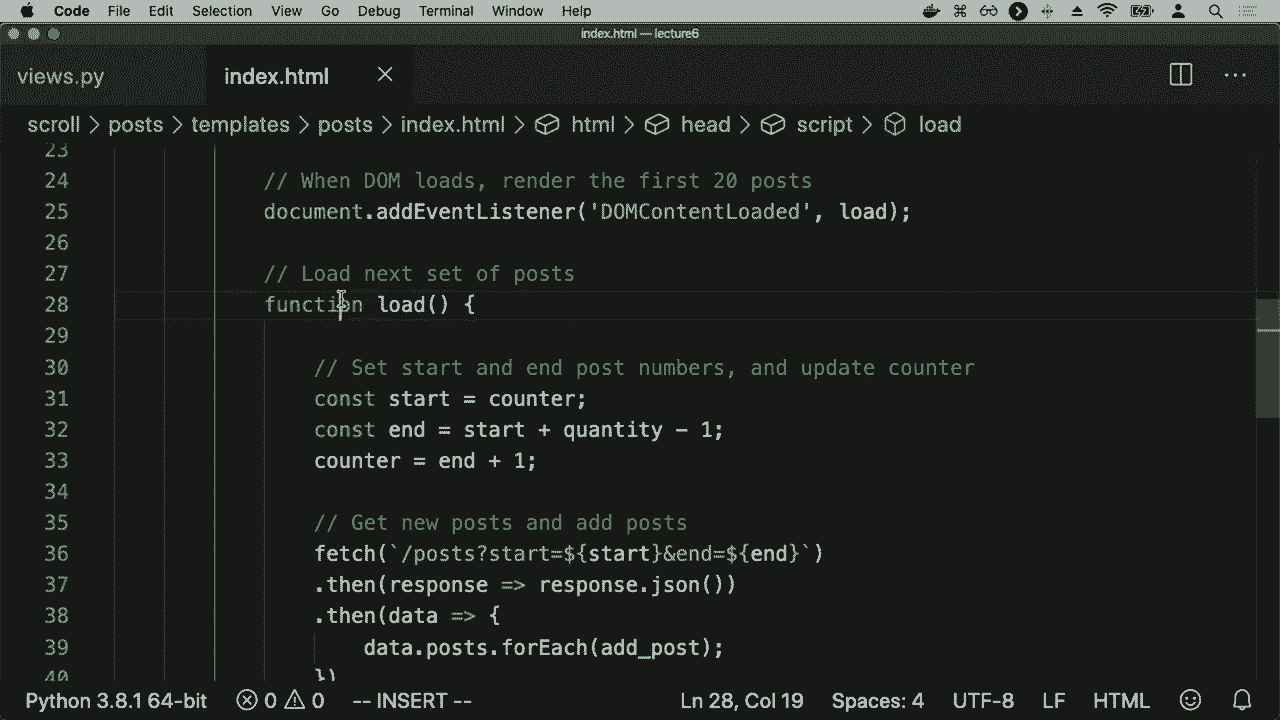 Code File Edit Selection View Go Debug Terminal Window Help
index.html — lecture6
views.py index.html
scroll > posts > templates > posts > index.html > html > head > script > load
23
24 // When DOM loads, render the first 20 posts
25 document.addEventListener('DOMContentLoaded', load);
26
27 // Load next set of posts
28 function load() {
29
30 // Set start and end post numbers, and update counter
31 const start = counter;
32 const end = start + quantity - 1;
33 counter = end + 1;
34
35 // Get new posts and add posts
36 fetch(`/posts?start=${start}&end=${end}`)
37 .then(response => response.json())
38 .then(data => {
39 data.posts.forEach(add_post);
40 })
Python 3.8.1 64-bit 0 0 -- INSERT -- Ln 28, Col 19 Spaces: 4 UTF-8 LF HTML